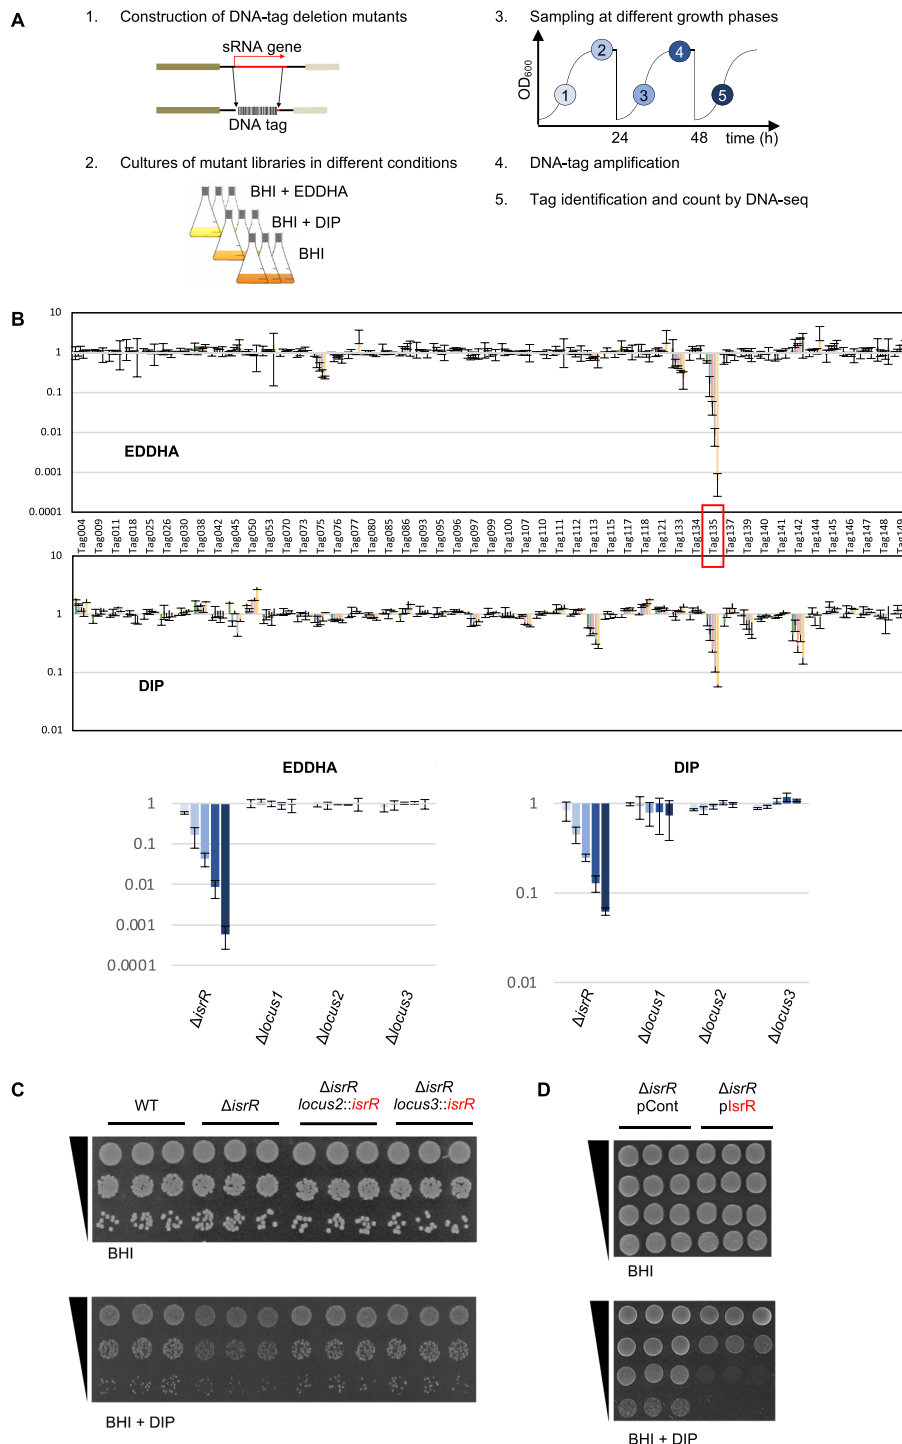 A
1. Construction of DNA-tag deletion mutants
sRNA gene
DNA tag
2. Cultures of mutant libraries in different conditions
BHI + EDDHA
BHI + DIP
BHI
3. Sampling at different growth phases
OD600
1
2
3
4
5
24
48
time (h)
4. DNA-tag amplification
5. Tag identification and count by DNA-seq
B
10
1
0.1
0.01
0.001
0.0001
EDDHA
Tag004
Tag009
Tag011
Tag018
Tag025
Tag026
Tag030
Tag038
Tag042
Tag045
Tag050
Tag053
Tag070
Tag073
Tag075
Tag076
Tag077
Tag080
Tag085
Tag086
Tag093
Tag095
Tag096
Tag097
Tag099
Tag100
Tag107
Tag110
Tag111
Tag112
Tag113
Tag115
Tag117
Tag118
Tag121
Tag133
Tag134
Tag135
Tag137
Tag139
Tag140
Tag141
Tag142
Tag144
Tag145
Tag146
Tag147
Tag148
Tag149
10
1
0.1
0.01
DIP
EDDHA
1
0.1
0.01
0.001
0.0001
ΔisrR
Δlocus1
Δlocus2
Δlocus3
DIP
1
0.1
0.01
ΔisrR
Δlocus1
Δlocus2
Δlocus3
C
WT
ΔisrR
ΔisrR
locus2::isrR
ΔisrR
locus3::isrR
BHI
BHI + DIP
D
ΔisrR
pCont
ΔisrR
pIsrR
BHI
BHI + DIP